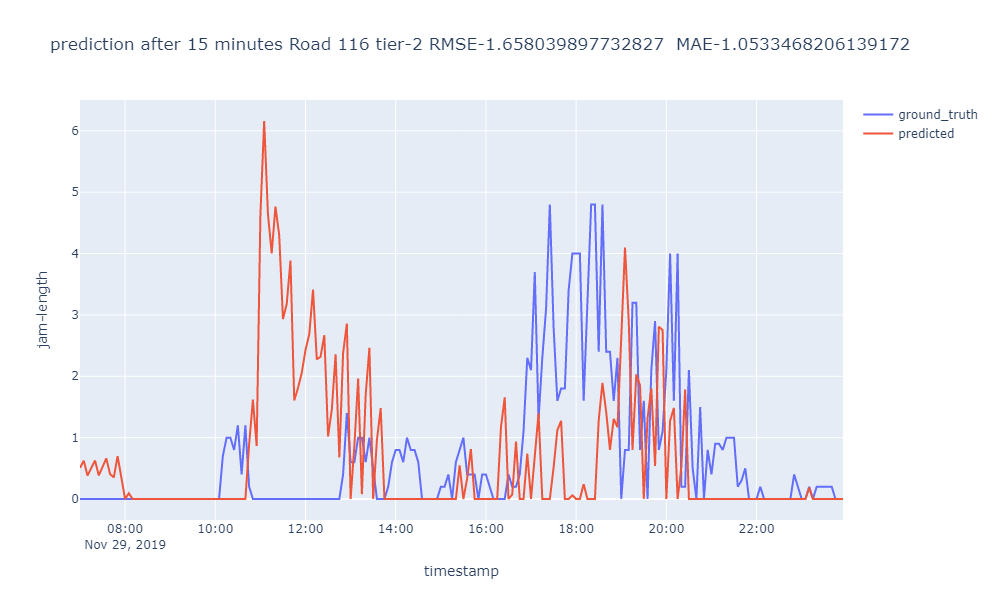 prediction after 15 minutes Road 116 tier-2 RMSE-1.658039897732827  MAE-1.0533468206139172
ground_truth
predicted
6
5
4
3
2
1
0
jam-length
08:00 10:00 12:00 14:00 16:00 18:00 20:00 22:00
Nov 29, 2019
timestamp